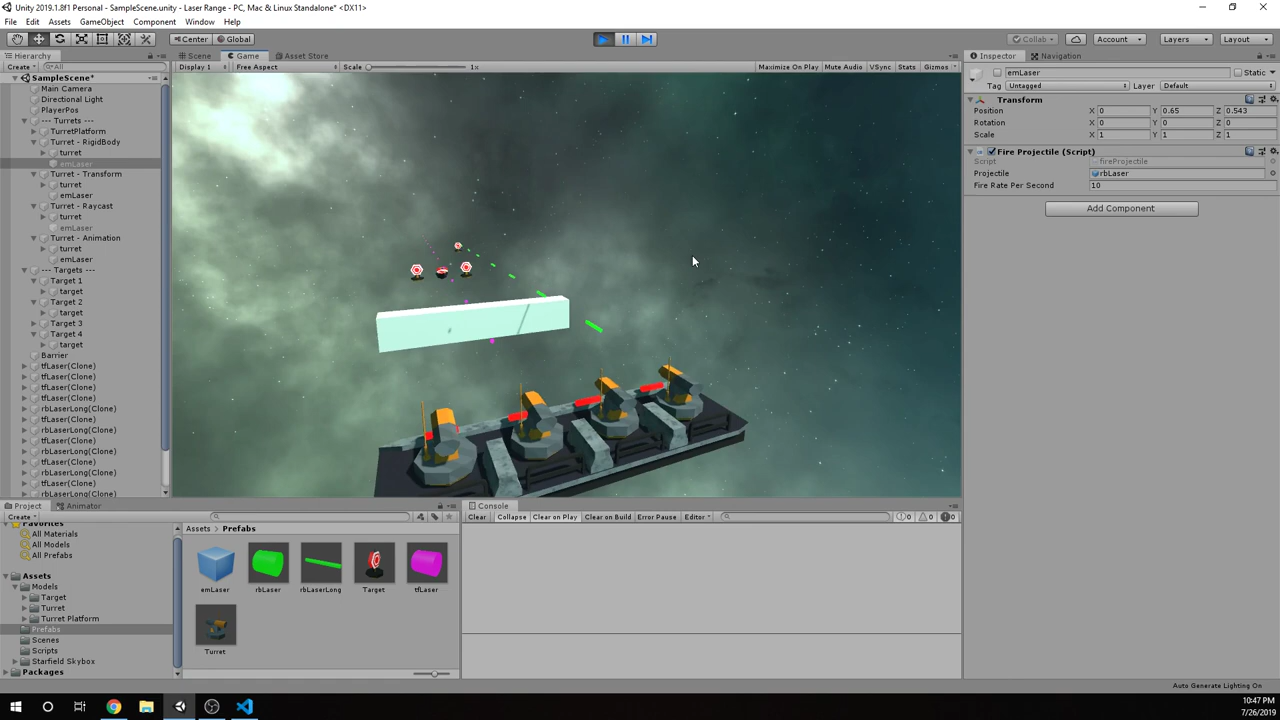 Unity 2019.1.8f1 Personal - SampleScene.unity - Laser Range - PC, Mac & Linux Standalone* <DX11>
File Edit Assets GameObject Component Window Help
Center Global Collab Account Layers Layout
Hierarchy Scene Game Asset Store Inspector Navigation
Create All Display 1 Free Aspect Scale 1x Maximize On Play Mute Audio VSync Stats Gizmos
SampleScene*
Main Camera
Directional Light
PlayerPos
--- Turrets ---
TurretPlatform
Turret - RigidBody
turret
emLaser
Turret - Transform
turret
emLaser
Turret - Raycast
turret
emLaser
Turret - Animation
turret
emLaser
--- Targets ---
Target 1
target
Target 2
target
Target 3
Target 4
target
Barrier
tfLaser(Clone)
tfLaser(Clone)
tfLaser(Clone)
tfLaser(Clone)
rbLaserLong(Clone)
tfLaser(Clone)
rbLaserLong(Clone)
tfLaser(Clone)
rbLaserLong(Clone)
tfLaser(Clone)
rbLaserLong(Clone)
tfLaser(Clone)
rbLaserLong(Clone)
emLaser Static
Tag Untagged Layer Default
Transform
Position X 0 Y 0.65 Z 0.543
Rotation X 0 Y 0 Z 0
Scale X 1 Y 1 Z 1
Fire Projectile (Script)
Script fireProjectile
Projectile rbLaser
Fire Rate Per Second 10
Add Component
Project Animator
Create
Favorites
All Materials
All Models
All Prefabs
Assets
Models
Target
Turret
Turret Platform
Prefabs
Scenes
Scripts
Starfield Skybox
Packages
Assets Prefabs
emLaser rbLaser rbLaserLong Target tfLaser
Turret
Console
Clear Collapse Clear on Play Clear on Build Error Pause Editor 0 0 0
Auto Generate Lighting On
10:47 PM
7/26/2019